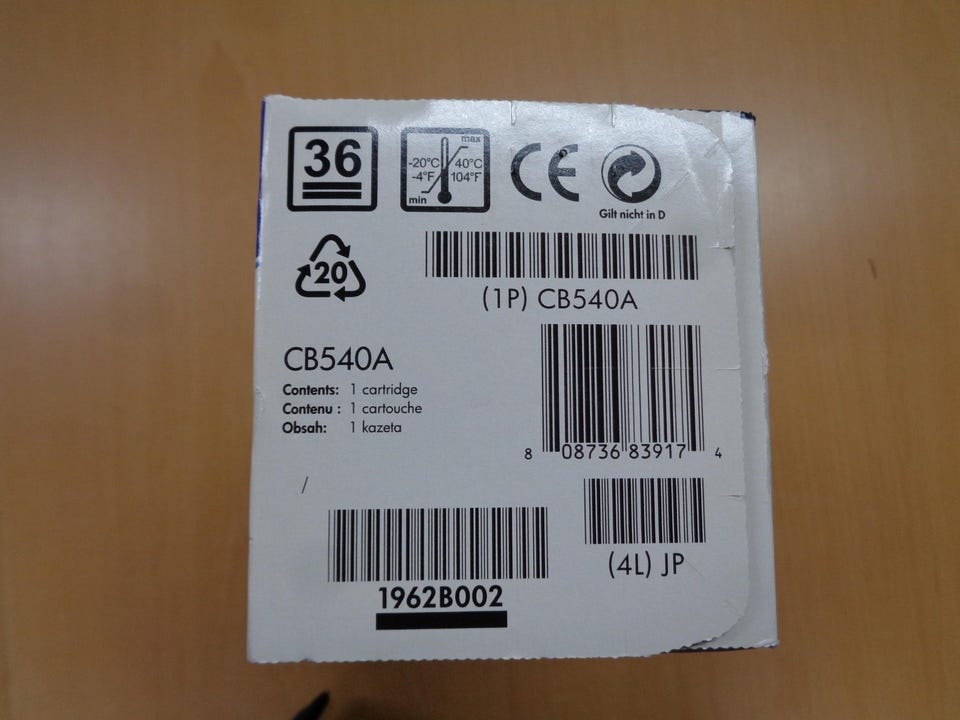 36
max
-20°C 40°C
-4°F 104°F
min
CE
Gilt nicht in D
20
(1P) CB540A
CB540A
Contents: 1 cartridge
Contenu : 1 cartouche
Obsah: 1 kazeta
8 08736 83917 4
/
(4L) JP
1962B002